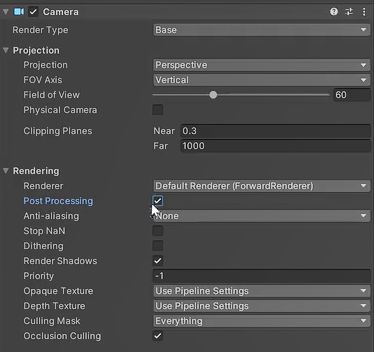 Camera
Render Type Base
Projection
Projection Perspective
FOV Axis Vertical
Field of View 60
Physical Camera
Clipping Planes Near 0.3
Far 1000
Rendering
Renderer Default Renderer (ForwardRenderer)
Post Processing
Anti-aliasing None
Stop NaN
Dithering
Render Shadows
Priority -1
Opaque Texture Use Pipeline Settings
Depth Texture Use Pipeline Settings
Culling Mask Everything
Occlusion Culling